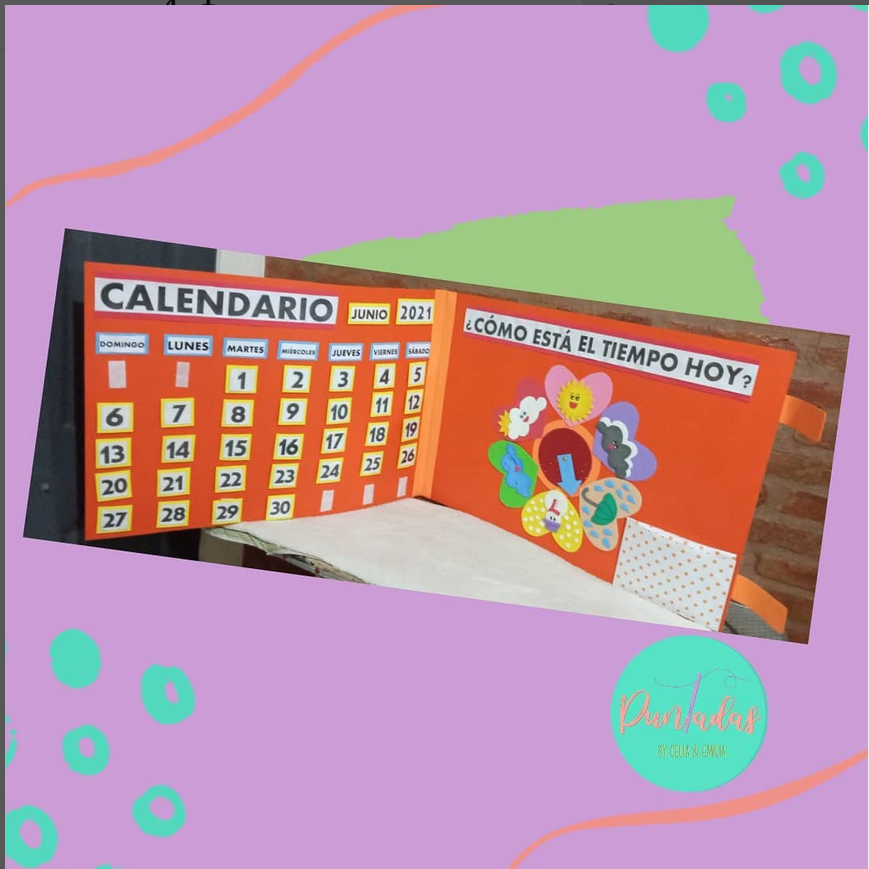 CALENDARIO
JUNIO 2021
DOMINGO LUNES MARTES MIÉRCOLES JUEVES VIERNES SÁBADO
1 2 3 4 5
6 7 8 9 10 11 12
13 14 15 16 17 18 19
20 21 22 23 24 25 26
27 28 29 30
¿CÓMO ESTÁ EL TIEMPO HOY?
Puntadas
BY CELIA & EMILIA